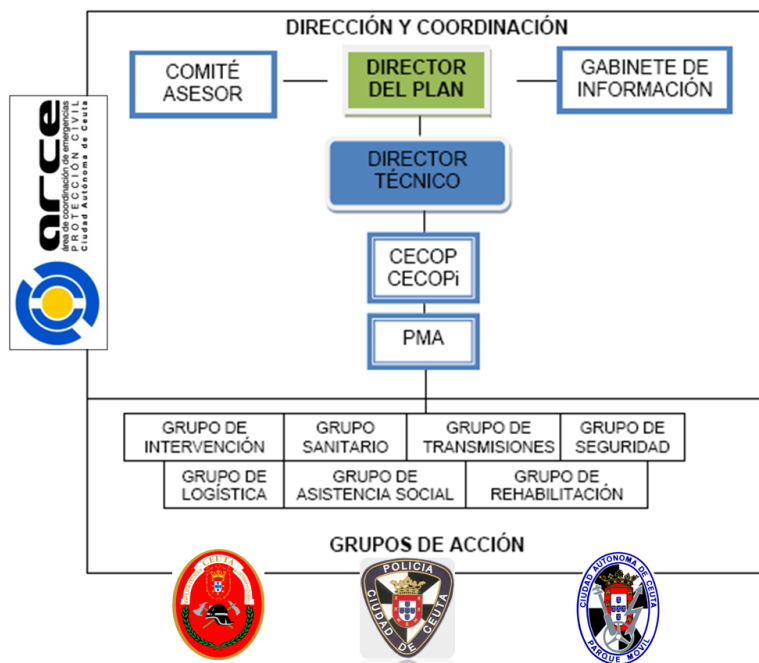 DIRECCIÓN Y COORDINACIÓN
COMITÉ
ASESOR
DIRECTOR
DEL PLAN
GABINETE DE
INFORMACIÓN
DIRECTOR
TÉCNICO
CECOP
CECOPi
PMA
arce
área de coordinación de emergencias
PROTECCIÓN CIVIL
Ciudad Autónoma de Ceuta
GRUPO DE
INTERVENCIÓN
GRUPO
SANITARIO
GRUPO DE
TRANSMISIONES
GRUPO DE
SEGURIDAD
GRUPO DE
LOGÍSTICA
GRUPO DE
ASISTENCIA SOCIAL
GRUPO DE
REHABILITACIÓN
GRUPOS DE ACCIÓN
CEUTA
POLICIA
CIUDAD DE CEUTA
CIUDAD AUTONOMA DE CEUTA
PARQUE MOVIL